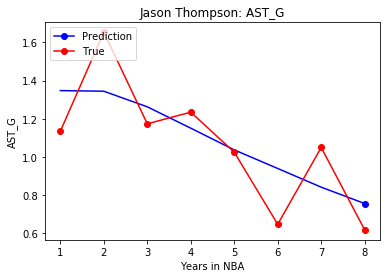 Jason Thompson: AST_G
Prediction
True
1.6
1.4
1.2
1.0
0.8
0.6
AST_G
1 2 3 4 5 6 7 8
Years in NBA